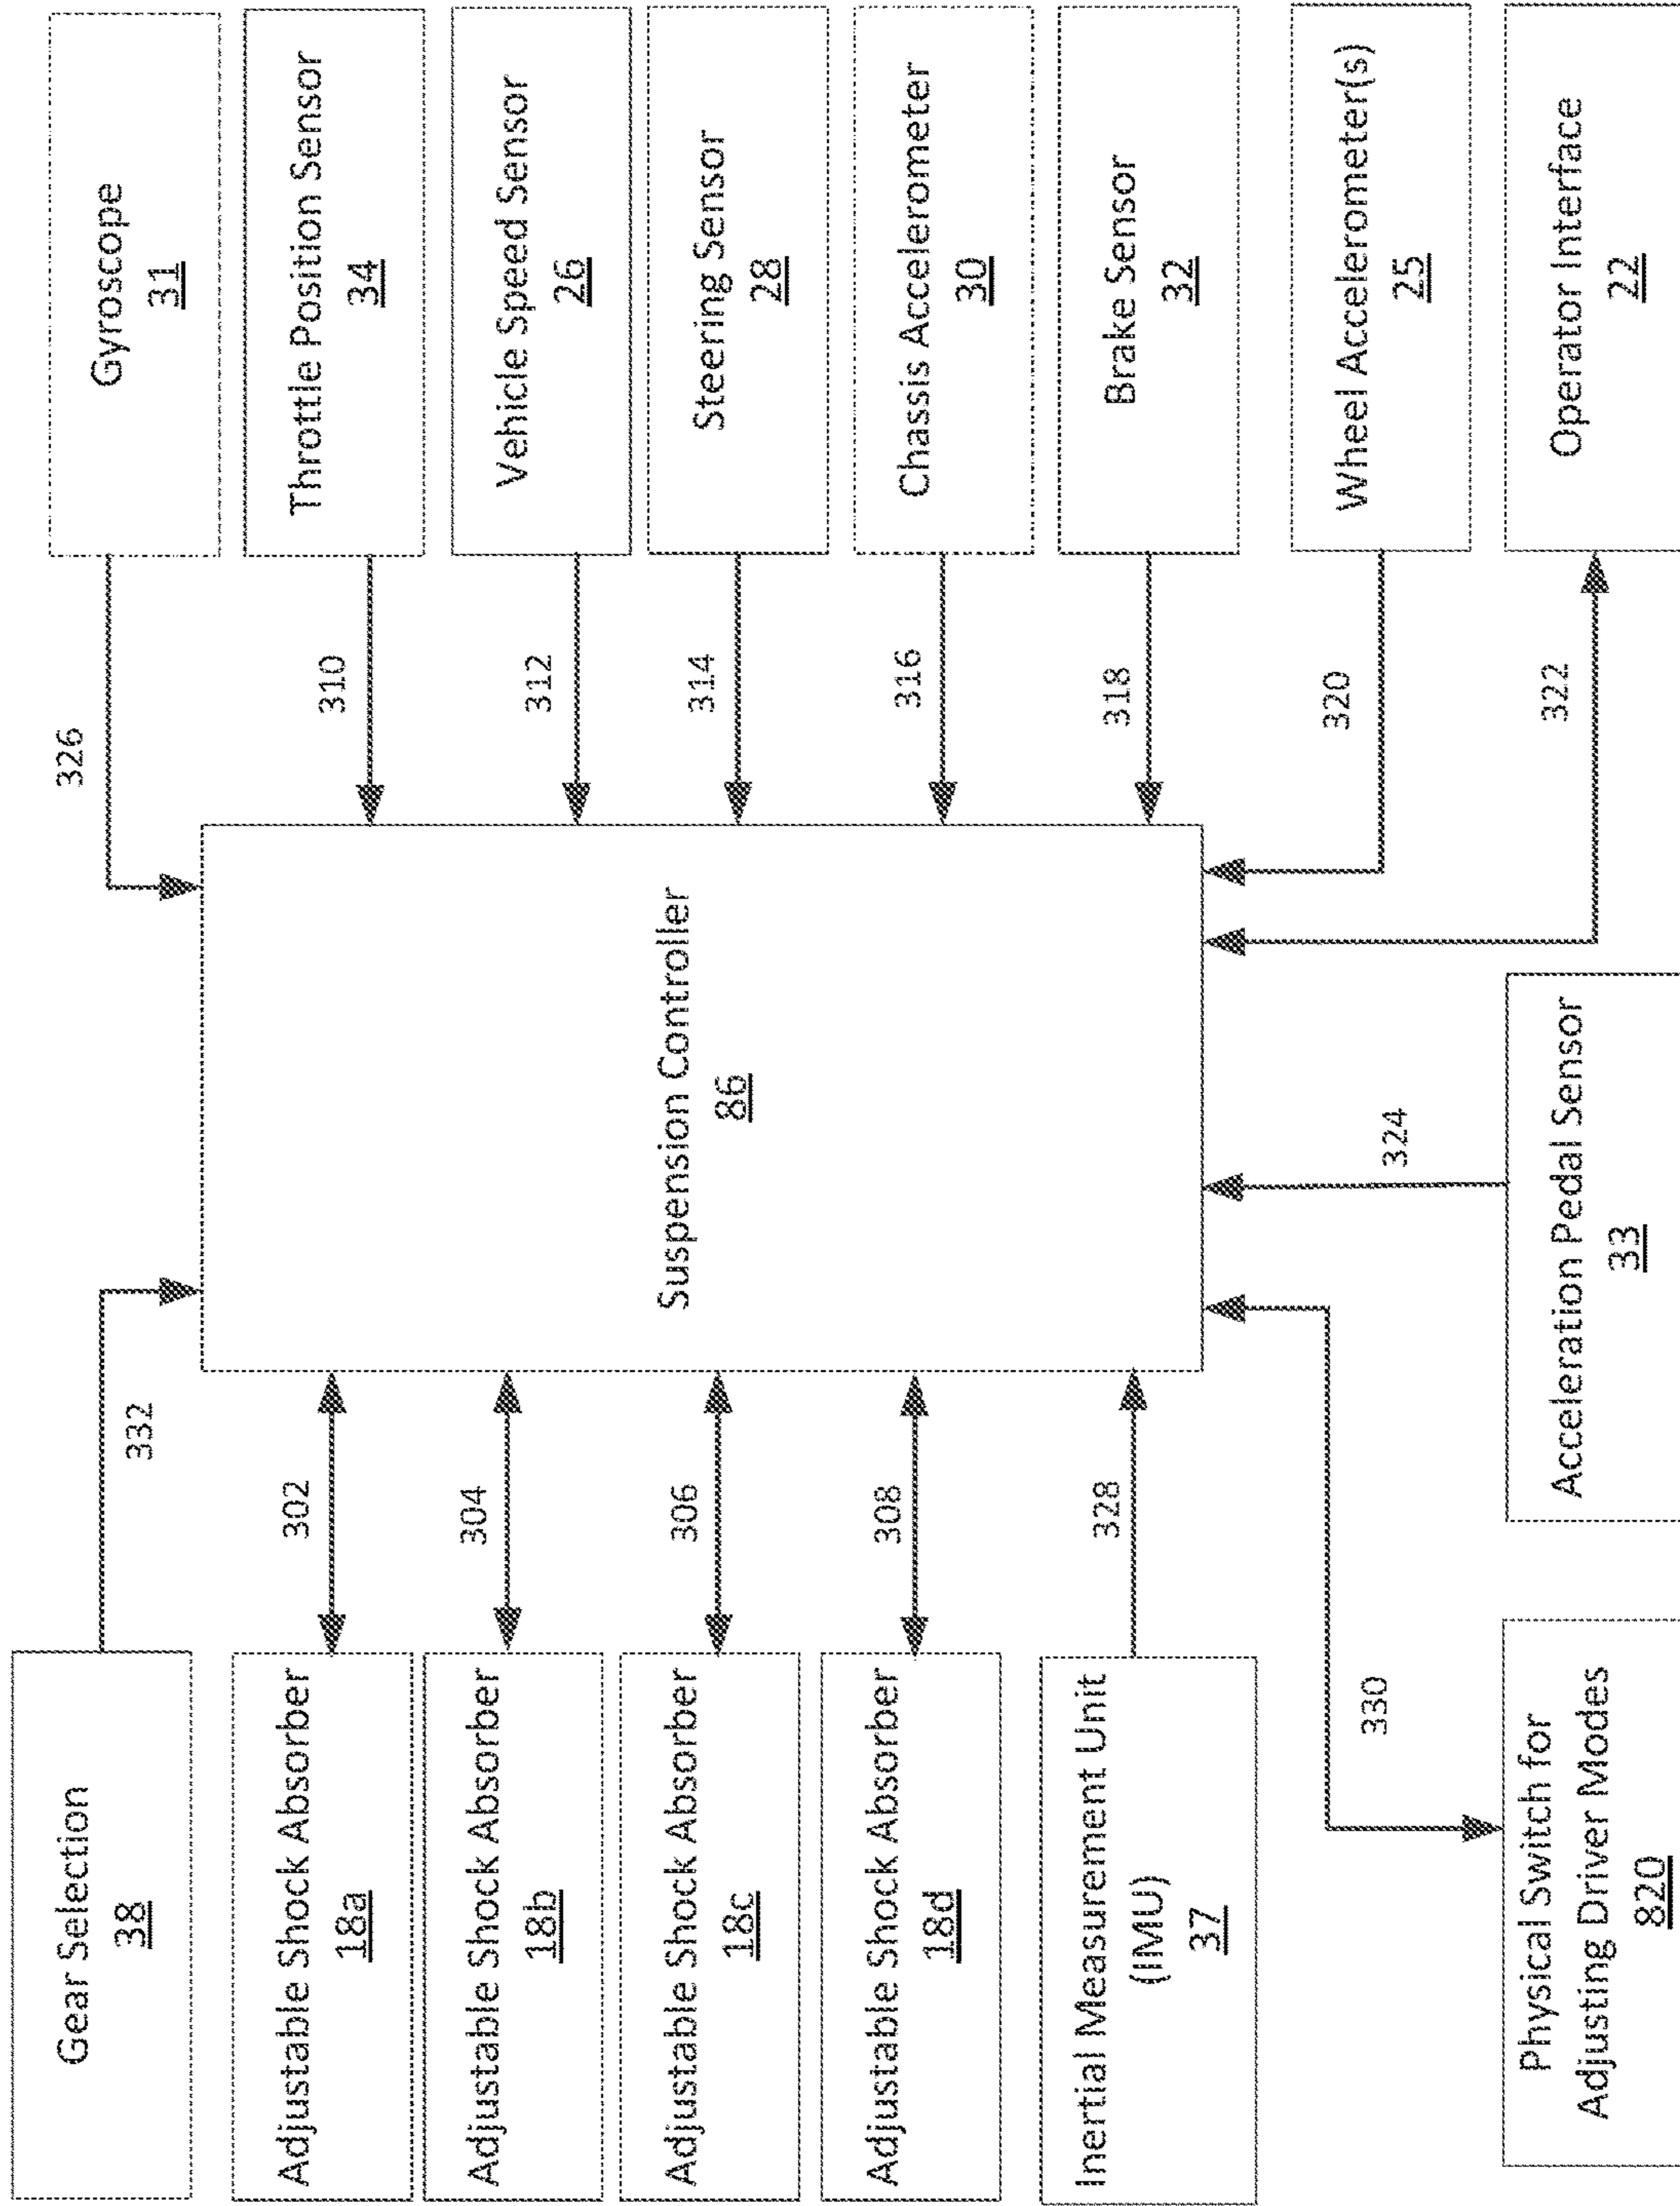 Gear Selection
38
332
326
Gyroscope
31
Adjustable Shock Absorber
18a
302
Adjustable Shock Absorber
18b
304
Adjustable Shock Absorber
18c
306
Adjustable Shock Absorber
18d
308
Inertial Measurement Unit
(IMU)
37
328
Suspension Controller
86
310
Throttle Position Sensor
34
312
Vehicle Speed Sensor
26
314
Steering Sensor
28
316
Chassis Accelerometer
30
318
Brake Sensor
32
320
Wheel Accelerometer(s)
25
Physical Switch for
Adjusting Driver Modes
820
330
324
Acceleration Pedal Sensor
33
322
Operator Interface
22